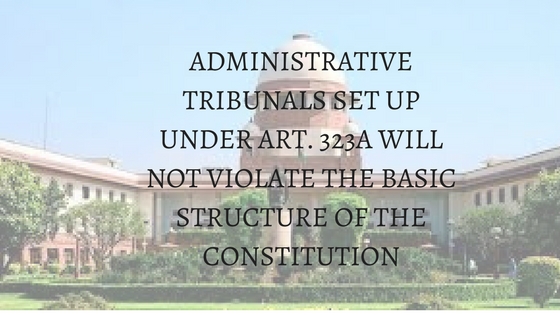 ADMINISTRATIVE
TRIBUNALS SET UP
UNDER ART. 323A WILL
NOT VIOLATE THE BASIC
STRUCTURE OF THE
CONSTITUTION